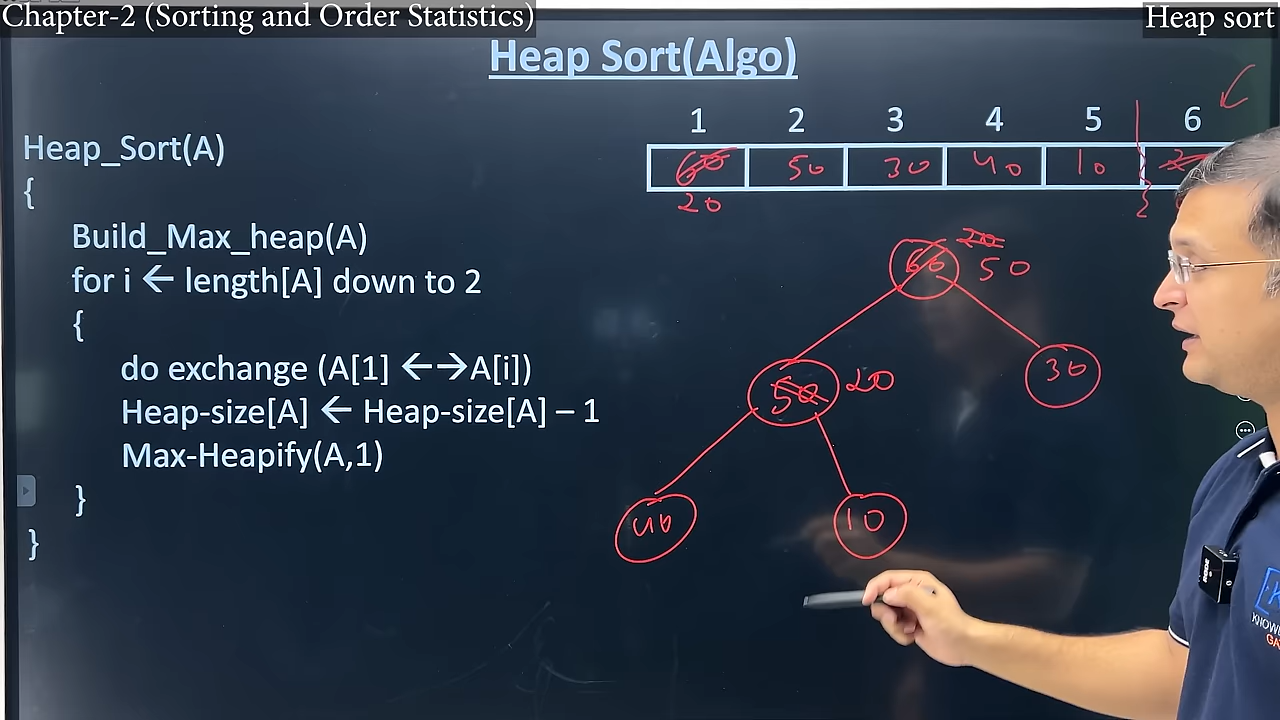 Chapter-2 (Sorting and Order Statistics)
Heap sort
Heap Sort(Algo)
1 2 3 4 5 6
60 50 30 40 10
20
Heap_Sort(A)
{
Build_Max_heap(A)
for i ← length[A] down to 2
{
do exchange (A[1] ←→A[i])
Heap-size[A] ← Heap-size[A] – 1
Max-Heapify(A,1)
}
}
60 20
50
50 20
30
40
10